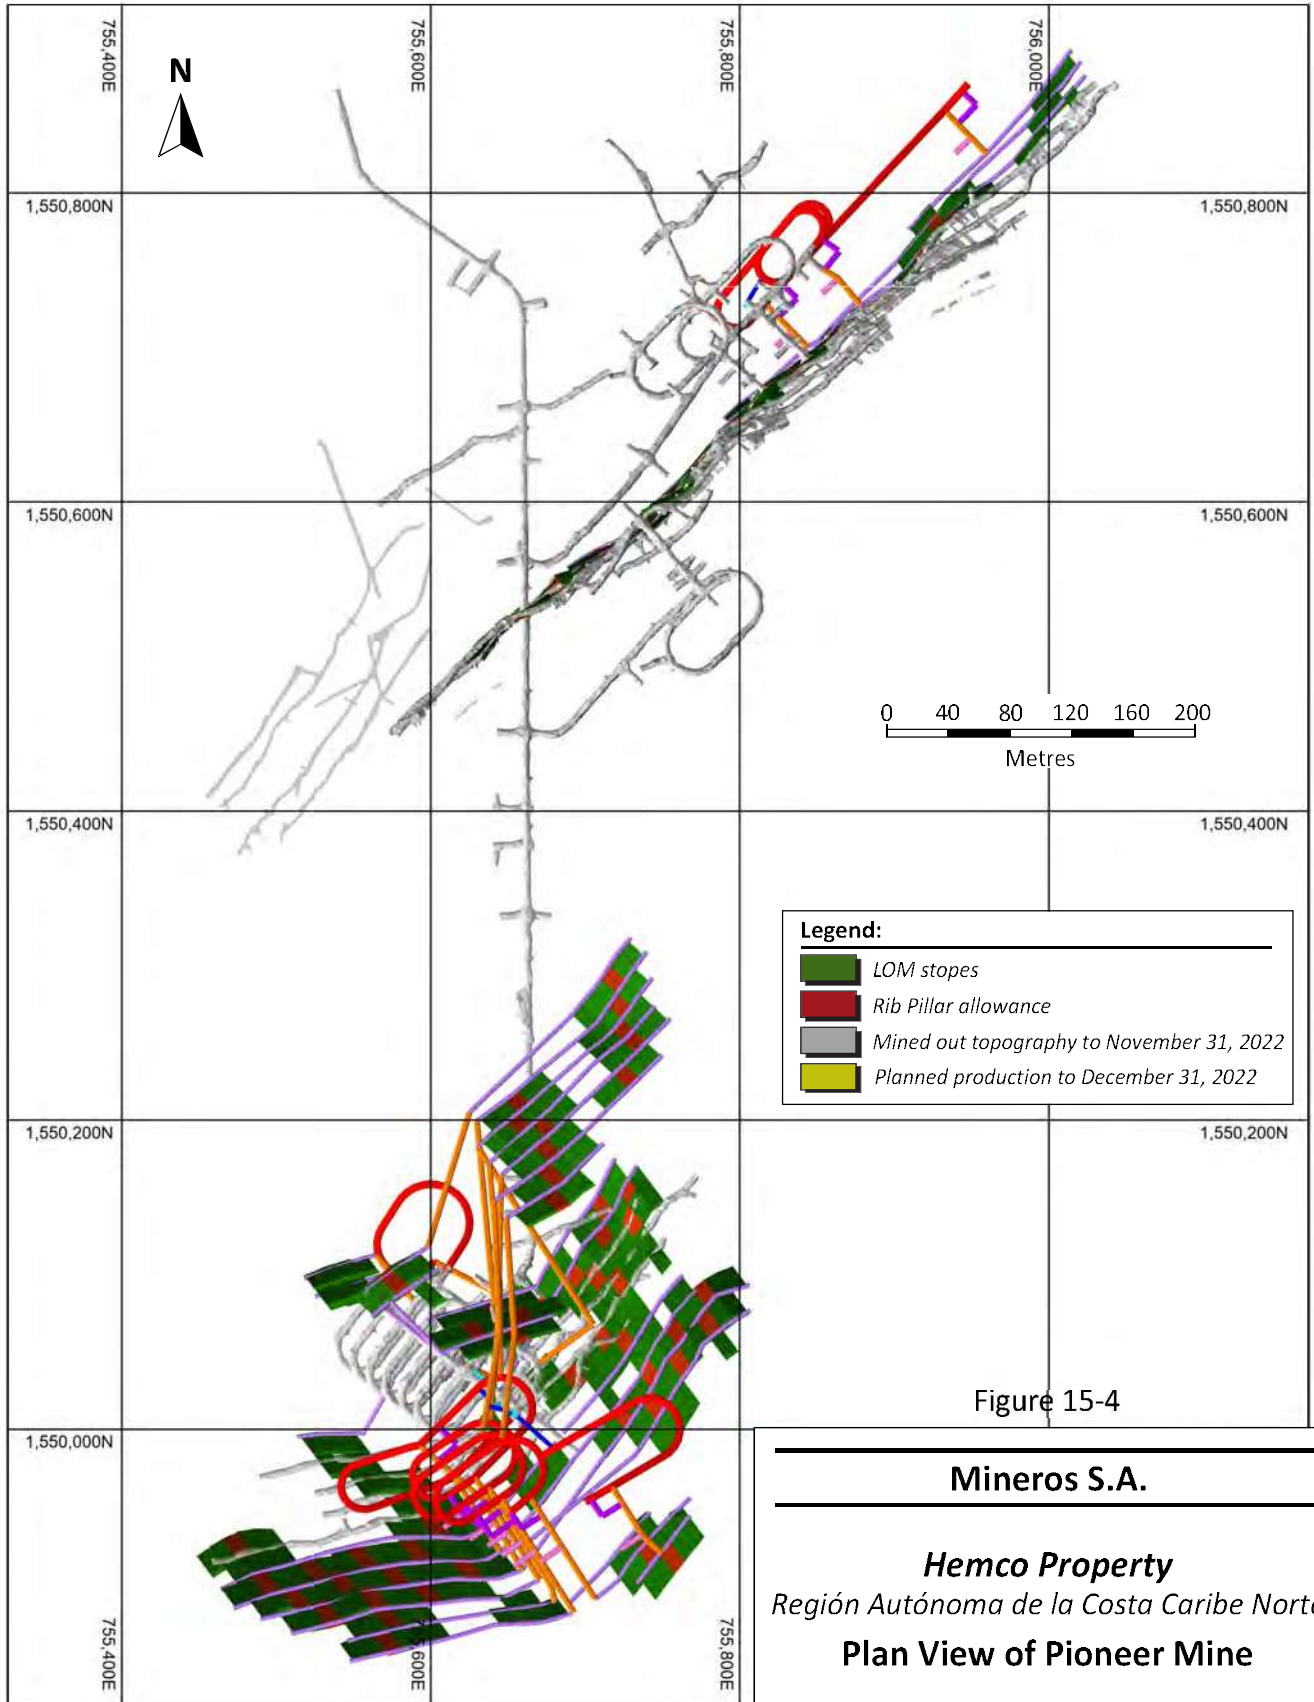 755,400E
755,600E
755,800E
756,000E
N
1,550,800N
1,550,800N
1,550,600N
1,550,600N
0 40 80 120 160 200
Metres
1,550,400N
1,550,400N
Legend:
LOM stopes
Rib Pillar allowance
Mined out topography to November 31, 2022
Planned production to December 31, 2022
1,550,200N
1,550,200N
Figure 15-4
1,550,000N
Mineros S.A.
Hemco Property
Región Autónoma de la Costa Caribe Norte
Plan View of Pioneer Mine
755,400E
755,600E
755,800E